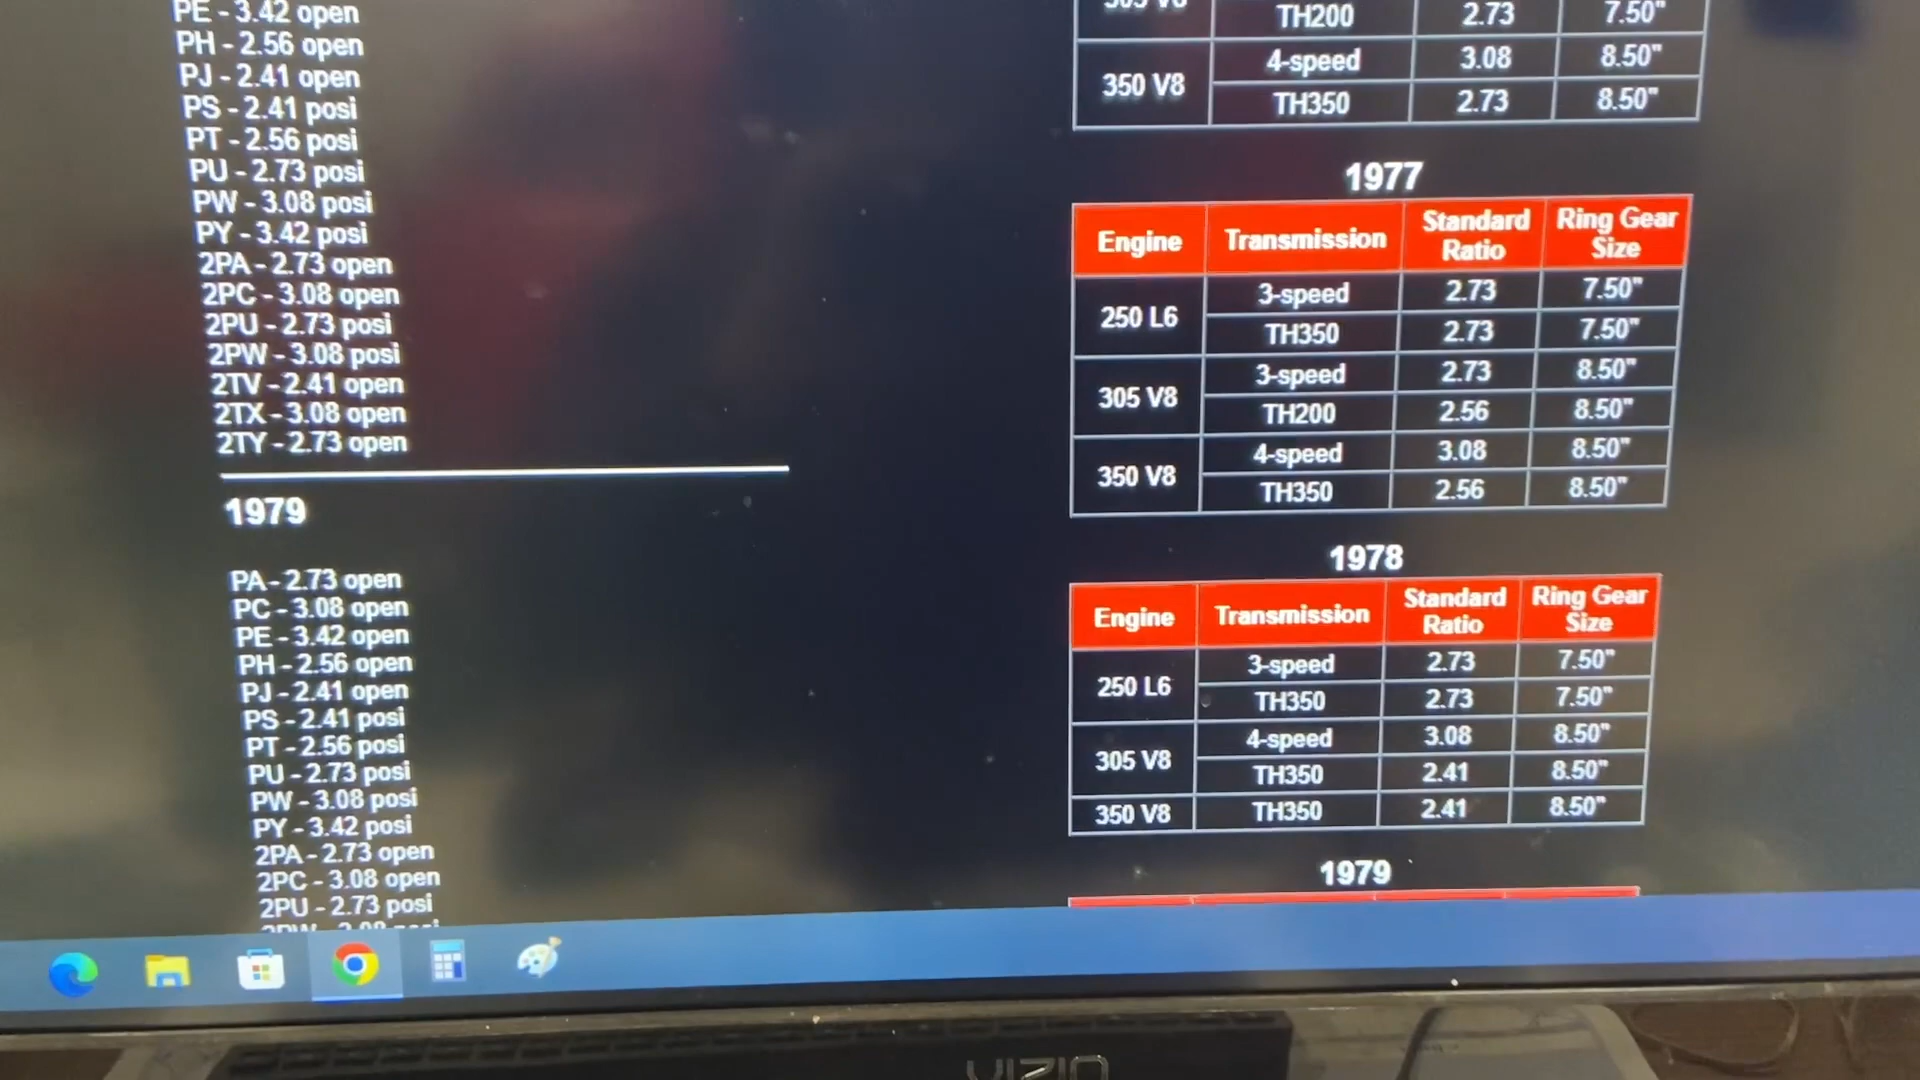 PE - 3.42 open
PH - 2.56 open
PJ - 2.41 open
PS - 2.41 posi
PT - 2.56 posi
PU - 2.73 posi
PW - 3.08 posi
PY - 3.42 posi
2PA - 2.73 open
2PC - 3.08 open
2PU - 2.73 posi
2PW - 3.08 posi
2TV - 2.41 open
2TX - 3.08 open
2TY - 2.73 open
1979
PA - 2.73 open
PC - 3.08 open
PE - 3.42 open
PH - 2.56 open
PJ - 2.41 open
PS - 2.41 posi
PT - 2.56 posi
PU - 2.73 posi
PW - 3.08 posi
PY - 3.42 posi
2PA - 2.73 open
2PC - 3.08 open
2PU - 2.73 posi
305 V8 TH200 2.73 7.50"
350 V8 4-speed 3.08 8.50"
TH350 2.73 8.50"
1977
Engine Transmission Standard Ratio Ring Gear Size
250 L6 3-speed 2.73 7.50"
TH350 2.73 7.50"
305 V8 3-speed 2.73 8.50"
TH200 2.56 8.50"
350 V8 4-speed 3.08 8.50"
TH350 2.56 8.50"
1978
Engine Transmission Standard Ratio Ring Gear Size
250 L6 3-speed 2.73 7.50"
TH350 2.73 7.50"
305 V8 4-speed 3.08 8.50"
TH350 2.41 8.50"
350 V8 TH350 2.41 8.50"
1979
VIZIO